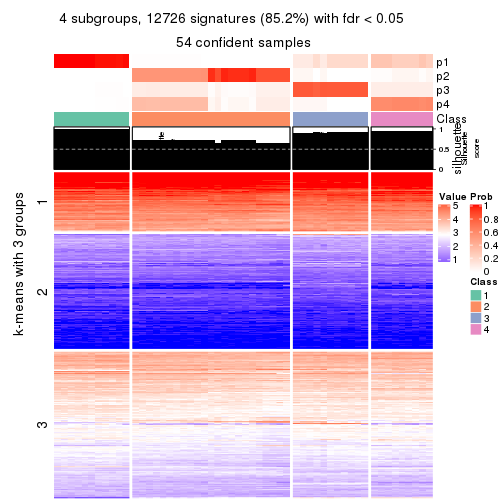 4 subgroups, 12726 signatures (85.2%) with fdr < 0.05
54 confident samples
p1
p2
p3
p4
Class
1
0.5
0
silhouette
Silhouette
score
k-means with 3 groups
1
2
3
Value
5
4
3
2
1
Prob
1
0.8
0.6
0.4
0.2
0
Class
1
2
3
4